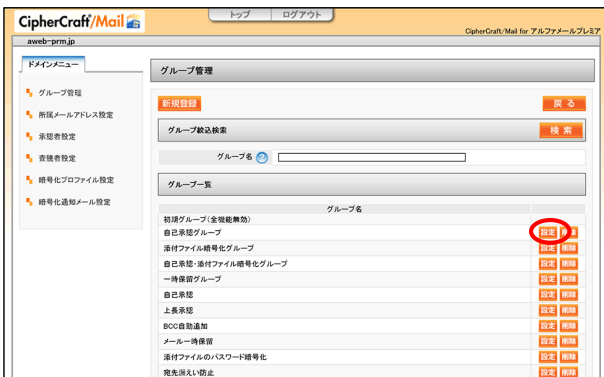 トップ ログアウト
CipherCraft/Mail
CipherCraft/Mail for アルファメールプレミア
aweb-prm.jp
ドメインメニュー
グループ管理
所属メールアドレス設定
承認者設定
査検者設定
暗号化プロファイル設定
暗号化通知メール設定
グループ管理
新規登録 戻る
グループ絞込検索 検索
グループ名
グループ一覧
グループ名
初期グループ(全機能無効)
自己承認グループ 設定 削除
添付ファイル暗号化グループ 設定 削除
自己承認・添付ファイル暗号化グループ 設定 削除
一時保留グループ 設定 削除
自己承認 設定 削除
上長承認 設定 削除
BCC自動追加 設定 削除
メール一時保留 設定 削除
添付ファイルのパスワード暗号化 設定 削除
宛先漏えい防止 設定 削除